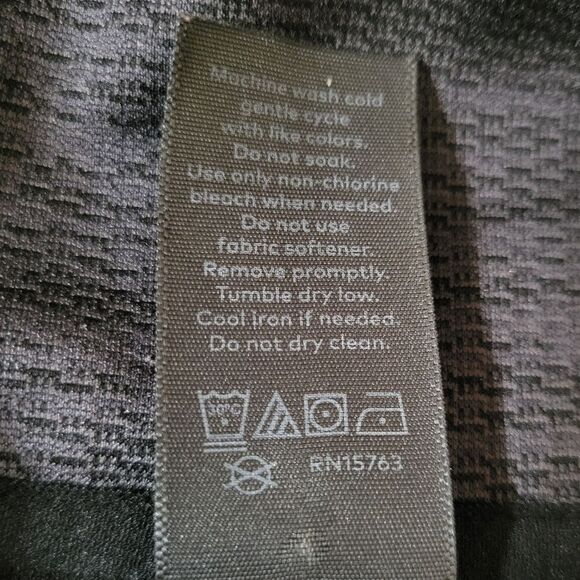 Machine wash cold
gentle cycle
with like colors.
Do not soak.
Use only non-chlorine
bleach when needed.
Do not use
fabric softener.
Remove promptly.
Tumble dry low.
Cool iron if needed.
Do not dry clean.
30°C
RN15763